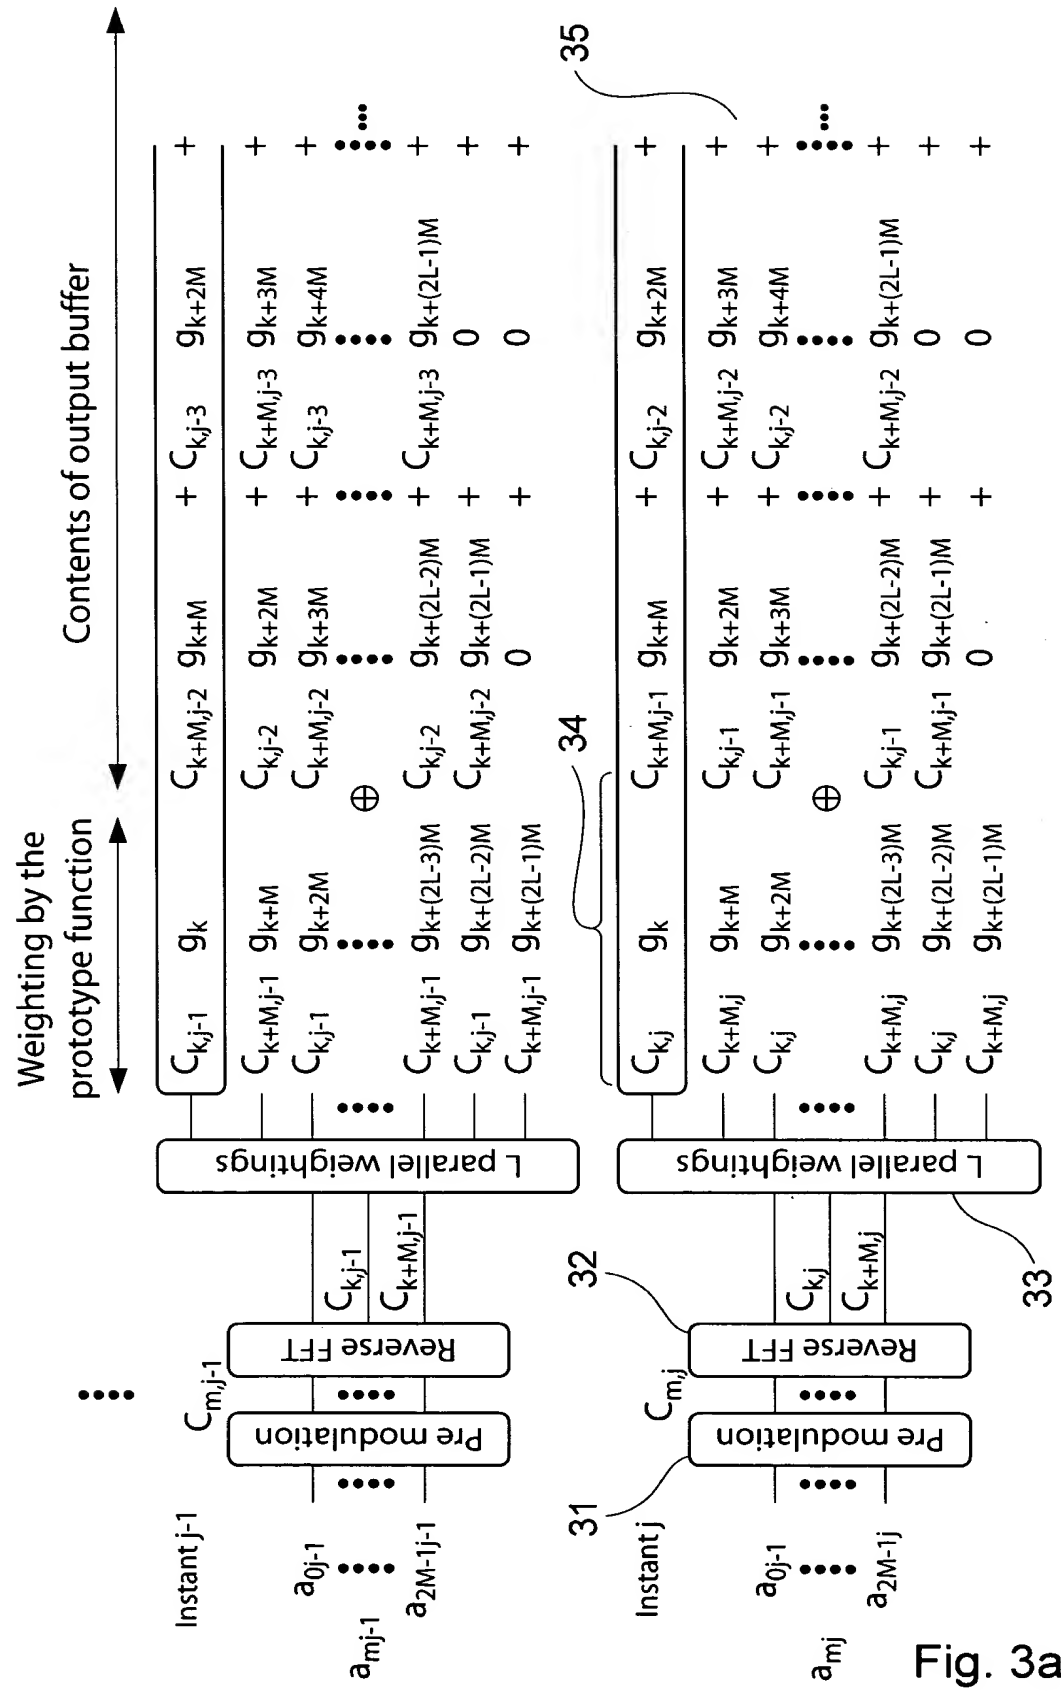 Weighting by the
prototype function
Contents of output buffer
Instant j-1
a0j-1
amj-1
a2M-1j-1
Pre modulation
Cm,j-1
Reverse FFT
Ck,j-1
Ck+M,j-1
L parallel weightings
Ck,j-1 gk Ck+M,j-2 gk+M + Ck,j-3 gk+2M +
Ck+M,j-1 gk+M Ck,j-2 gk+2M + Ck+M,j-3 gk+3M +
Ck,j-1 gk+2M Ck+M,j-2 gk+3M + Ck,j-3 gk+4M +
⊕
Ck+M,j-1 gk+(2L-3)M Ck,j-2 gk+(2L-2)M + Ck+M,j-3 gk+(2L-1)M +
Ck,j-1 gk+(2L-2)M Ck+M,j-2 gk+(2L-1)M + 0 +
Ck+M,j-1 gk+(2L-1)M 0 + 0 +
34
35
Instant j
a0j-1
amj
a2M-1j
31
Pre modulation
Cm,j
32
Reverse FFT
Ck,j
Ck+M,j
L parallel weightings
33
Ck,j gk Ck+M,j-1 gk+M + Ck,j-2 gk+2M +
Ck+M,j gk+M Ck,j-1 gk+2M + Ck+M,j-2 gk+3M +
Ck,j gk+2M Ck+M,j-1 gk+3M + Ck,j-2 gk+4M +
⊕
Ck+M,j gk+(2L-3)M Ck,j-1 gk+(2L-2)M + Ck+M,j-2 gk+(2L-1)M +
Ck,j gk+(2L-2)M Ck+M,j-1 gk+(2L-1)M + 0 +
Ck+M,j gk+(2L-1)M 0 + 0 +
Fig. 3a